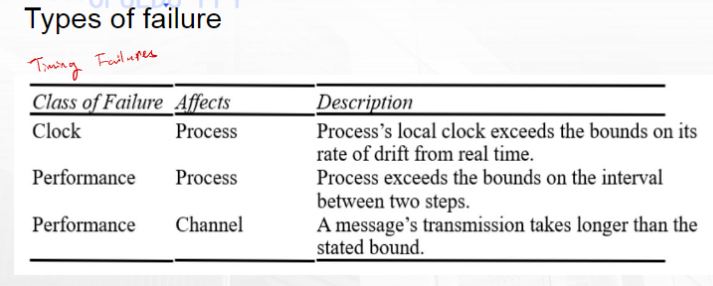 Types of failure
Timing Failures
Class of Failure Affects Description
Clock Process Process's local clock exceeds the bounds on its
rate of drift from real time.
Performance Process Process exceeds the bounds on the interval
between two steps.
Performance Channel A message's transmission takes longer than the
stated bound.